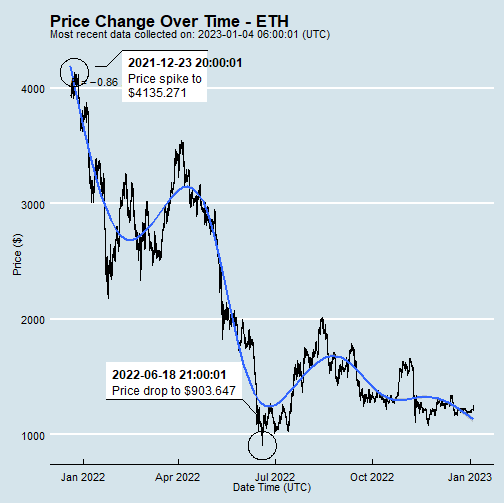 Price Change Over Time - ETH
Most recent data collected on: 2023-01-04 06:00:01 (UTC)
2021-12-23 20:00:01
Price spike to
$4135.271
−0.86
4000
3000
2000
1000
Price ($)
2022-06-18 21:00:01
Price drop to $903.647
Jan 2022
Apr 2022
Jul 2022
Oct 2022
Jan 2023
Date Time (UTC)